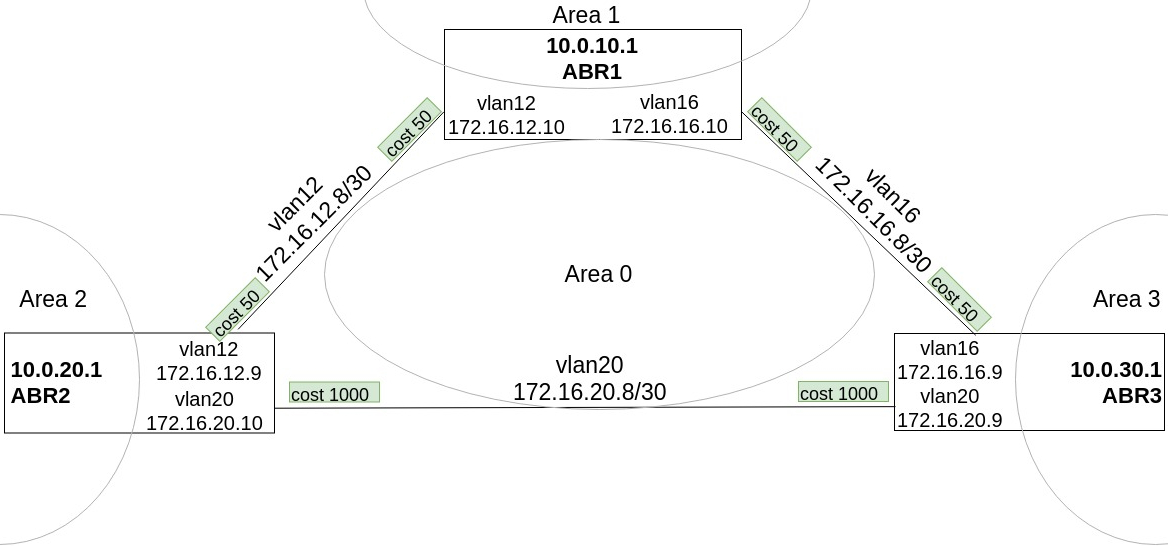 Area 1
10.0.10.1
ABR1
vlan12
172.16.12.10
vlan16
172.16.16.10
cost 50
cost 50
vlan12
172.16.12.8/30
vlan16
172.16.16.8/30
cost 50
cost 50
Area 0
Area 2
10.0.20.1
ABR2
vlan12
172.16.12.9
vlan20
172.16.20.10
cost 1000
vlan20
172.16.20.8/30
cost 1000
Area 3
vlan16
172.16.16.9
vlan20
172.16.20.9
10.0.30.1
ABR3